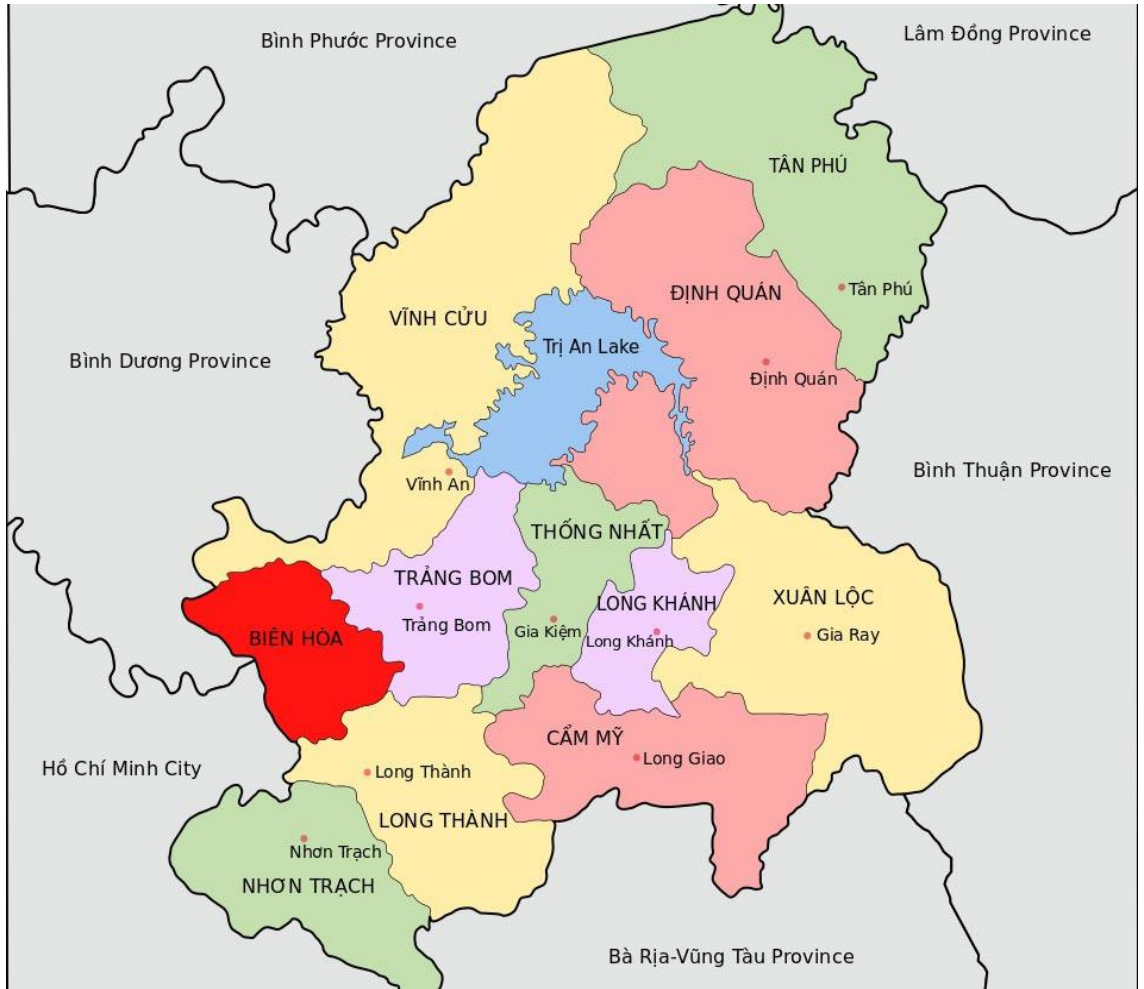 Bình Phước Province
Lâm Đồng Province
TÂN PHÚ
Tân Phú
ĐỊNH QUÁN
VĨNH CỬU
Trị An Lake
Bình Dương Province
Định Quán
Bình Thuận Province
Vĩnh An
THỐNG NHẤT
TRẢNG BOM
XUÂN LỘC
LONG KHÁNH
Trảng Bom
Gia Kiệm
Long Khánh
Gia Ray
BIÊN HÒA
CẨM MỸ
Long Giao
Hồ Chí Minh City
Long Thành
LONG THÀNH
Nhơn Trạch
NHƠN TRẠCH
Bà Rịa-Vũng Tàu Province